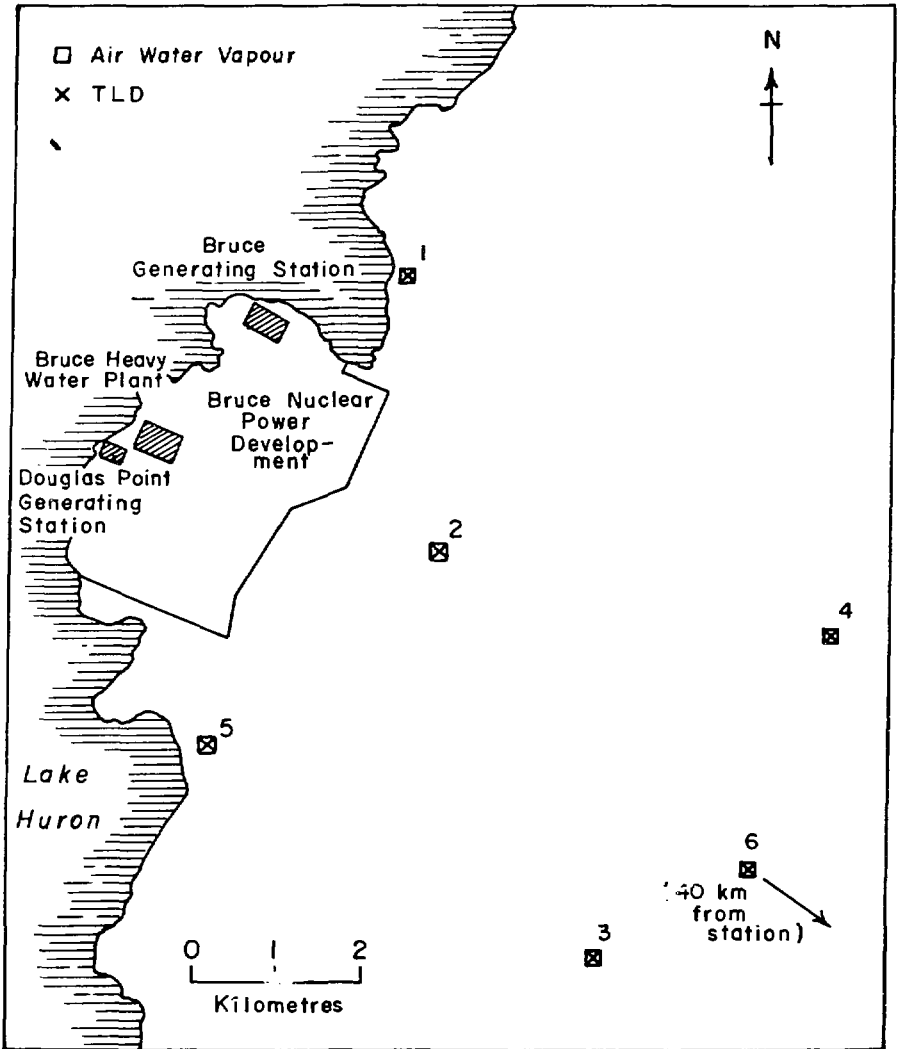 Air Water Vapour
TLD
N
1
Bruce
Generating Station
Bruce Heavy
Water Plant
Bruce Nuclear
Power
Develop-
ment
Douglas Point
Generating
Station
2
4
5
Lake
Huron
6
40 km
from
station)
3
0 1 2
Kilometres